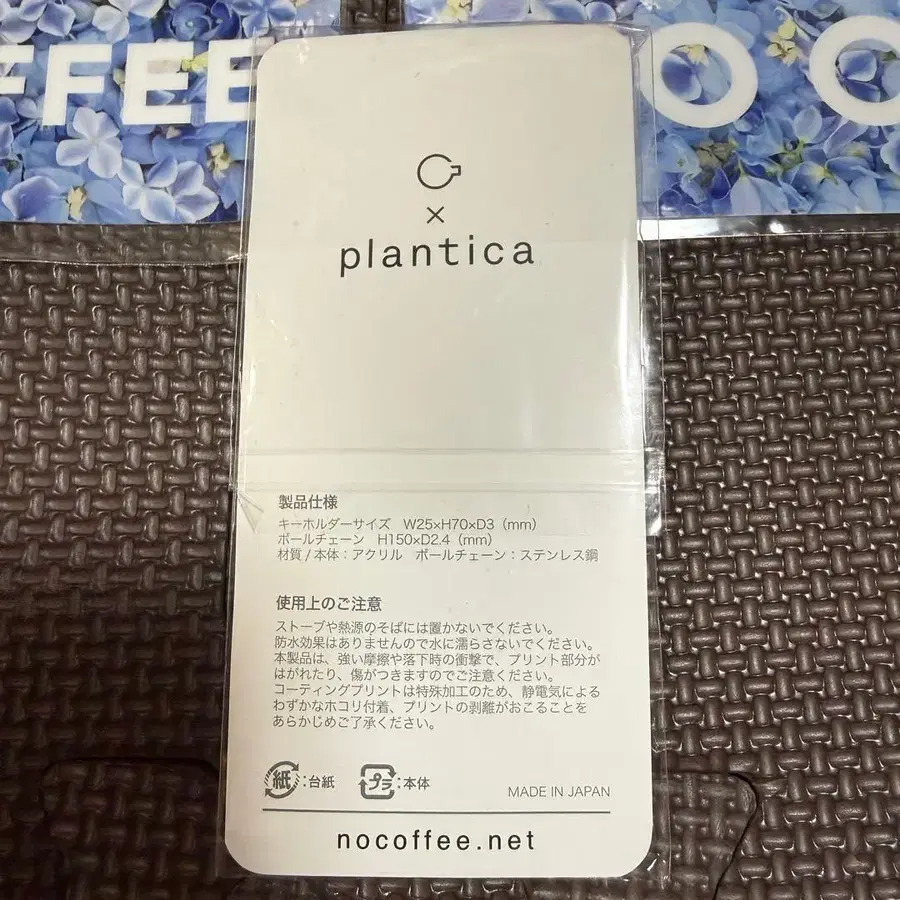 FFEE
O O
×
plantica
製品仕様
キーホルダーサイズ W25×H70×D3（mm）
ボールチェーン H150×D2.4（mm）
材質 / 本体：アクリル ボールチェーン：ステンレス鋼
使用上のご注意
ストーブや熱源のそばには置かないでください。
防水効果はありませんので水に濡らさないでください。
本製品は、強い摩擦や落下時の衝撃で、プリント部分が
はがれたり、傷がつきますのでご注意ください。
コーティングプリントは特殊加工のため、静電気による
わずかなホコリ付着、プリントの剥離がおこることを
あらかじめご了承ください。
紙：台紙 プラ：本体
MADE IN JAPAN
nocoffee.net